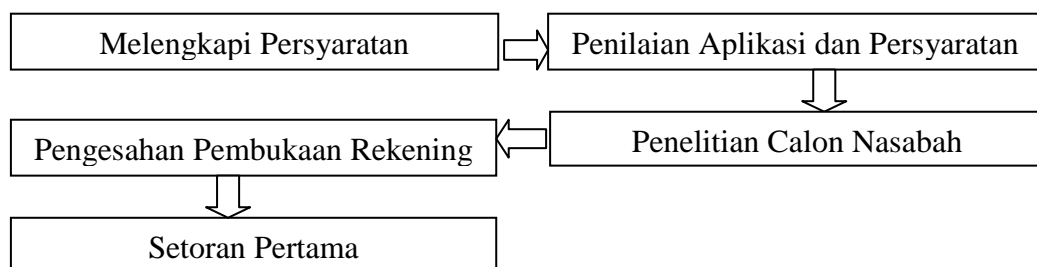 Melengkapi Persyaratan
Penilaian Aplikasi dan Persyaratan
Penelitian Calon Nasabah
Pengesahan Pembukaan Rekening
Setoran Pertama